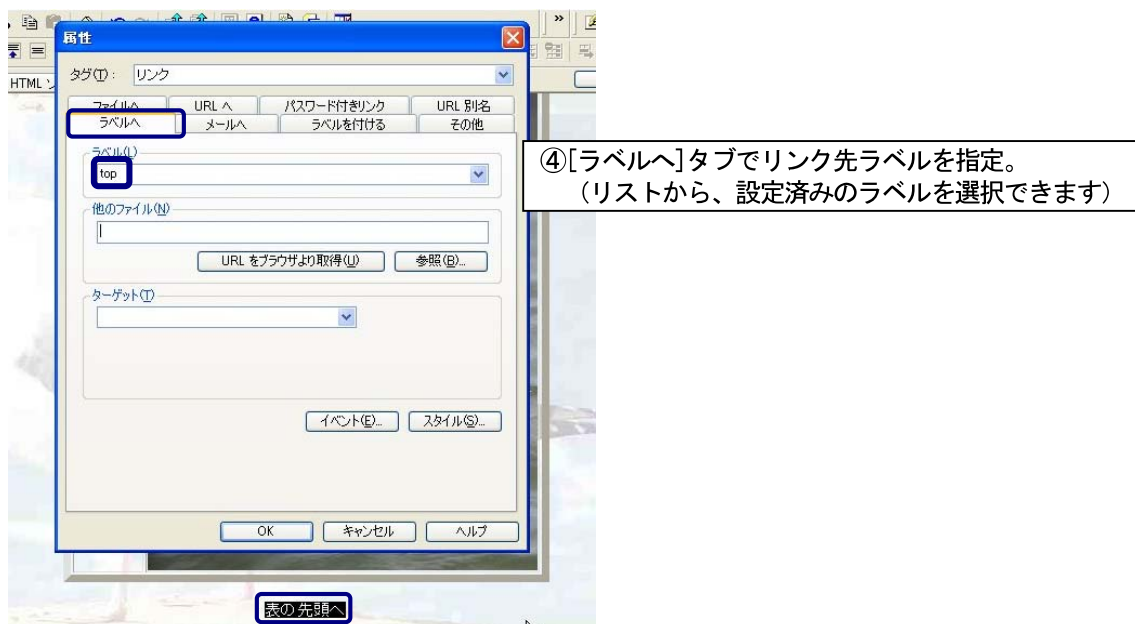 属性
HTML ソ
タグ(T): リンク
ファイルへ URL へ パスワード付きリンク URL 別名
ラベルへ メールへ ラベルを付ける その他
ラベル(L)
top
④[ラベルへ]タブでリンク先ラベルを指定。
（リストから、設定済みのラベルを選択できます）
他のファイル(N)
URL をブラウザより取得(U) 参照(B)...
ターゲット(T)
イベント(E)... スタイル(S)...
OK キャンセル ヘルプ
表の先頭へ